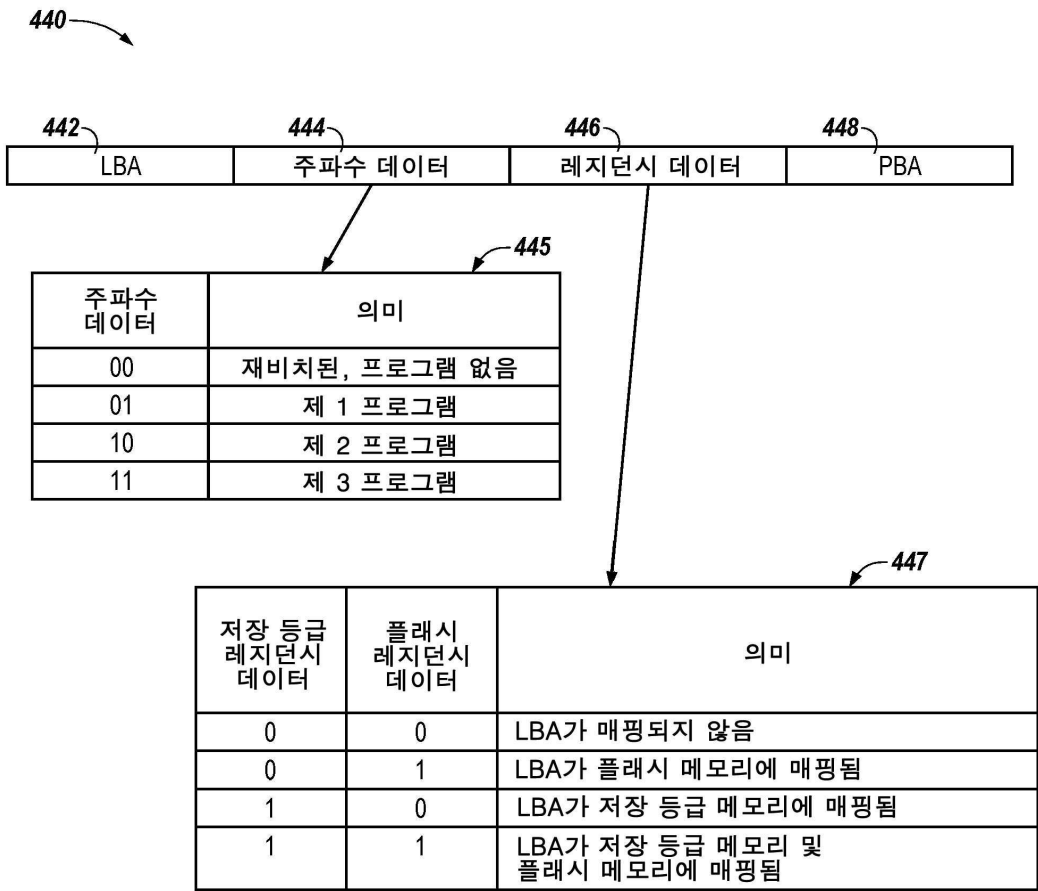 440
442 444 446 448
LBA 주파수 데이터 레지던시 데이터 PBA
445
주파수
데이터
의미
00 재비치된, 프로그램 없음
01 제 1 프로그램
10 제 2 프로그램
11 제 3 프로그램
447
저장 등급
레지던시
데이터
플래시
레지던시
데이터
의미
0 0 LBA가 매핑되지 않음
0 1 LBA가 플래시 메모리에 매핑됨
1 0 LBA가 저장 등급 메모리에 매핑됨
1 1 LBA가 저장 등급 메모리 및
플래시 메모리에 매핑됨